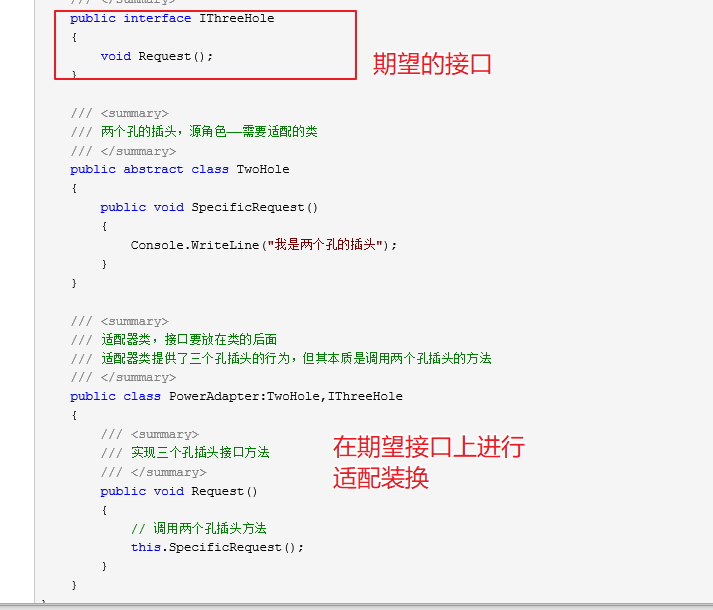 /// </summary>
public interface IThreeHole
{
void Request();
}
期望的接口
/// <summary>
/// 两个孔的插头，源角色——需要适配的类
/// </summary>
public abstract class TwoHole
{
public void SpecificRequest()
{
Console.WriteLine("我是两个孔的插头");
}
}
/// <summary>
/// 适配器类，接口要放在类的后面
/// 适配器类提供了三个孔插头的行为，但其本质是调用两个孔插头的方法
/// </summary>
public class PowerAdapter:TwoHole,IThreeHole
{
/// <summary>
/// 实现三个孔插头接口方法
/// </summary>
public void Request()
{
// 调用两个孔插头方法
this.SpecificRequest();
}
}
}
在期望接口上进行
适配装换